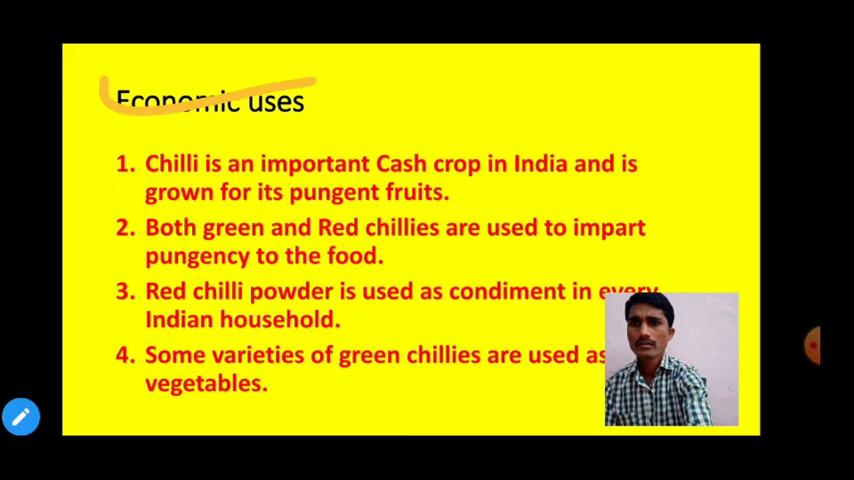 Economic uses
1. Chilli is an important Cash crop in India and is
grown for its pungent fruits.
2. Both green and Red chillies are used to impart
pungency to the food.
3. Red chilli powder is used as condiment in every
Indian household.
4. Some varieties of green chillies are used as
vegetables.